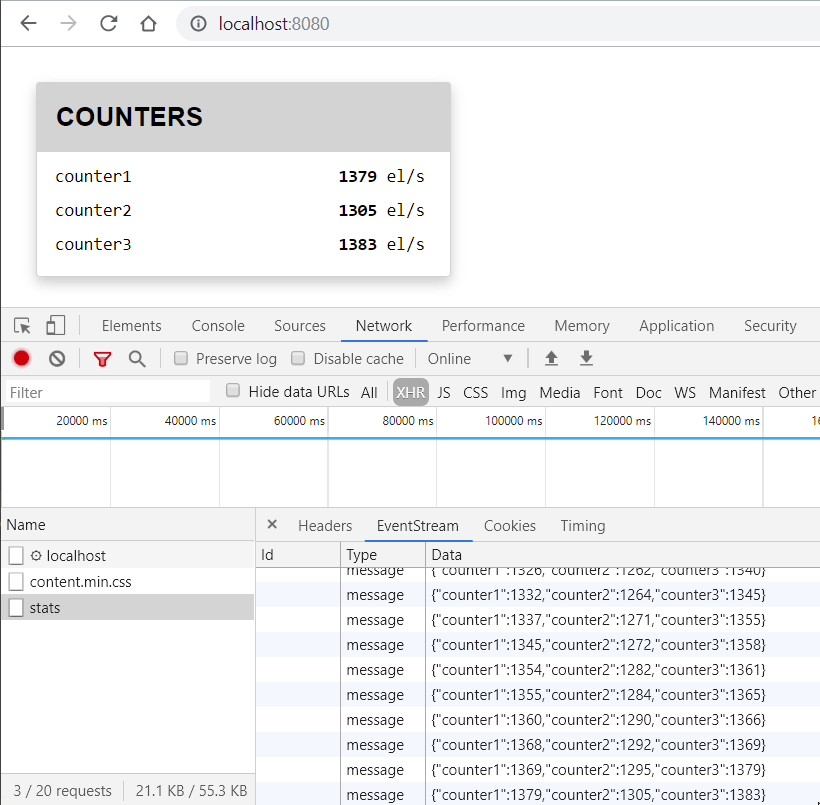 localhost:8080
COUNTERS
counter1 1379 el/s
counter2 1305 el/s
counter3 1383 el/s
Elements Console Sources Network Performance Memory Application Security
Preserve log Disable cache Online
Filter Hide data URLs All XHR JS CSS Img Media Font Doc WS Manifest Other
20000 ms 40000 ms 60000 ms 80000 ms 100000 ms 120000 ms 140000 ms
Name × Headers EventStream Cookies Timing
Id Type Data
localhost
content.min.css
stats
message {"counter1":1326,"counter2":1262,"counter3":1340}
message {"counter1":1332,"counter2":1264,"counter3":1345}
message {"counter1":1337,"counter2":1271,"counter3":1355}
message {"counter1":1345,"counter2":1272,"counter3":1358}
message {"counter1":1354,"counter2":1282,"counter3":1361}
message {"counter1":1355,"counter2":1284,"counter3":1365}
message {"counter1":1360,"counter2":1290,"counter3":1366}
message {"counter1":1368,"counter2":1292,"counter3":1369}
message {"counter1":1369,"counter2":1295,"counter3":1379}
message {"counter1":1379,"counter2":1305,"counter3":1383}
3 / 20 requests 21.1 KB / 55.3 KB